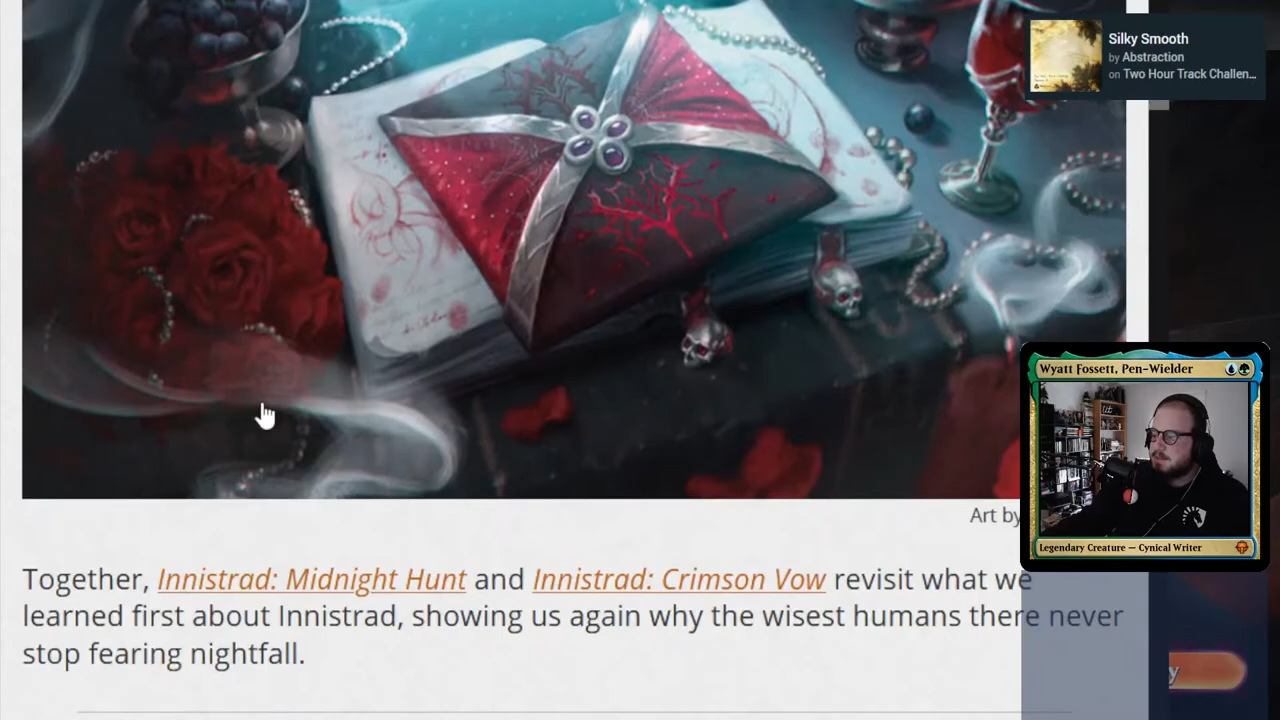 Silky Smooth
by Abstraction
on Two Hour Track Challen...
Wyatt Fossett, Pen-Wielder
Legendary Creature — Cynical Writer
Art by
Together, Innistrad: Midnight Hunt and Innistrad: Crimson Vow revisit what we
learned first about Innistrad, showing us again why the wisest humans there never
stop fearing nightfall.
y